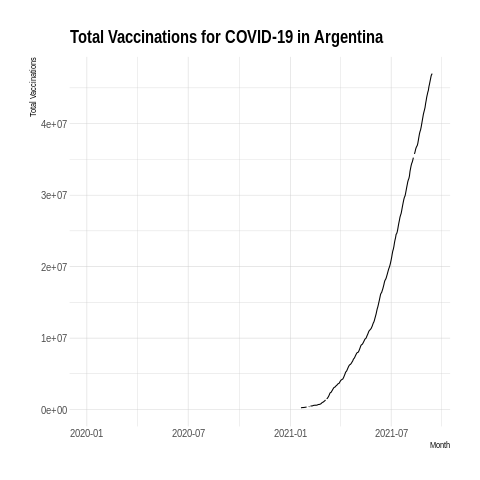 Total Vaccinations for COVID-19 in Argentina
Total Vaccinations
4e+07
3e+07
2e+07
1e+07
0e+00
2020-01 2020-07 2021-01 2021-07
Month